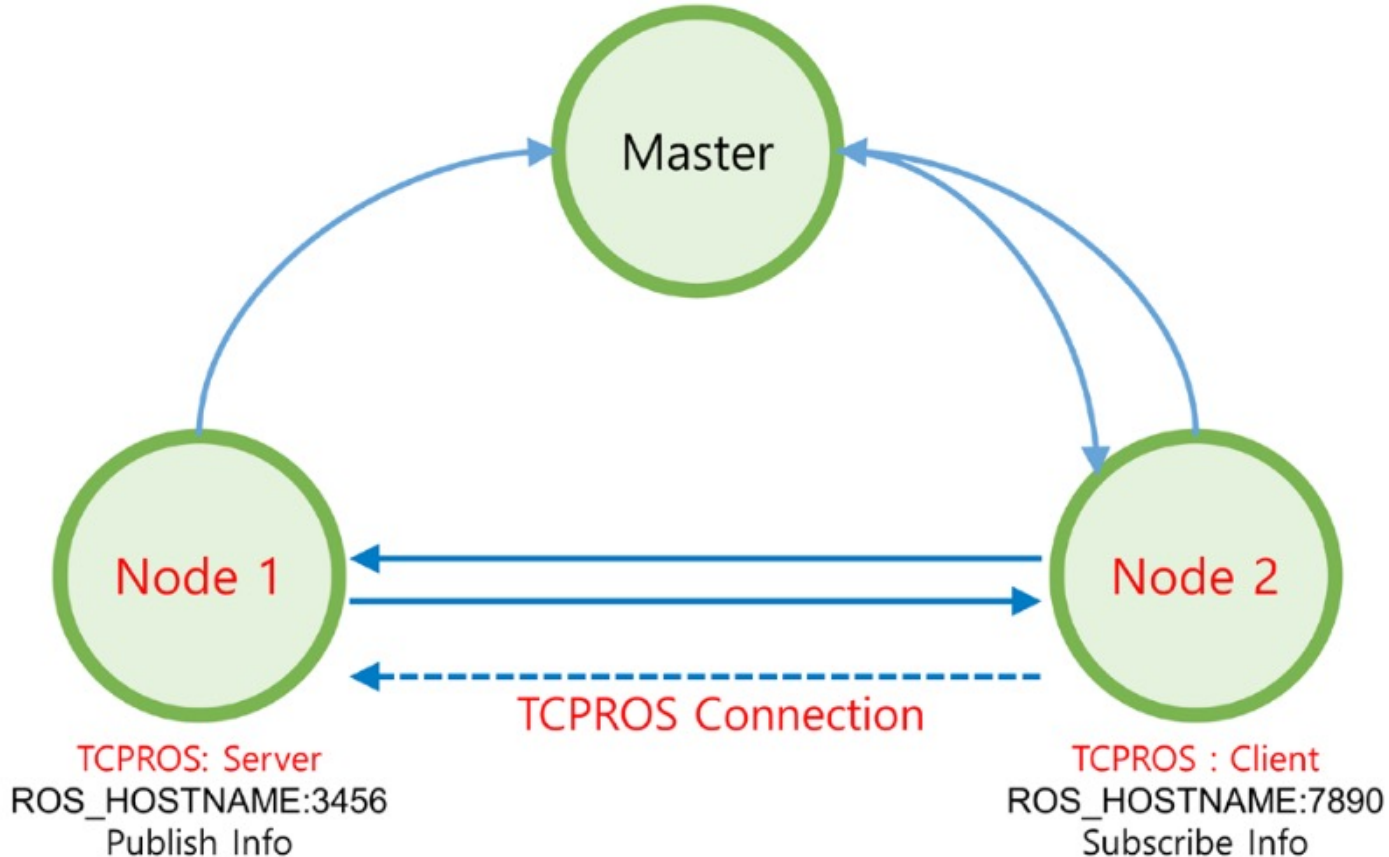 Master
Node 1
Node 2
TCPROS Connection
TCPROS: Server
ROS_HOSTNAME:3456
Publish Info
TCPROS : Client
ROS_HOSTNAME:7890
Subscribe Info